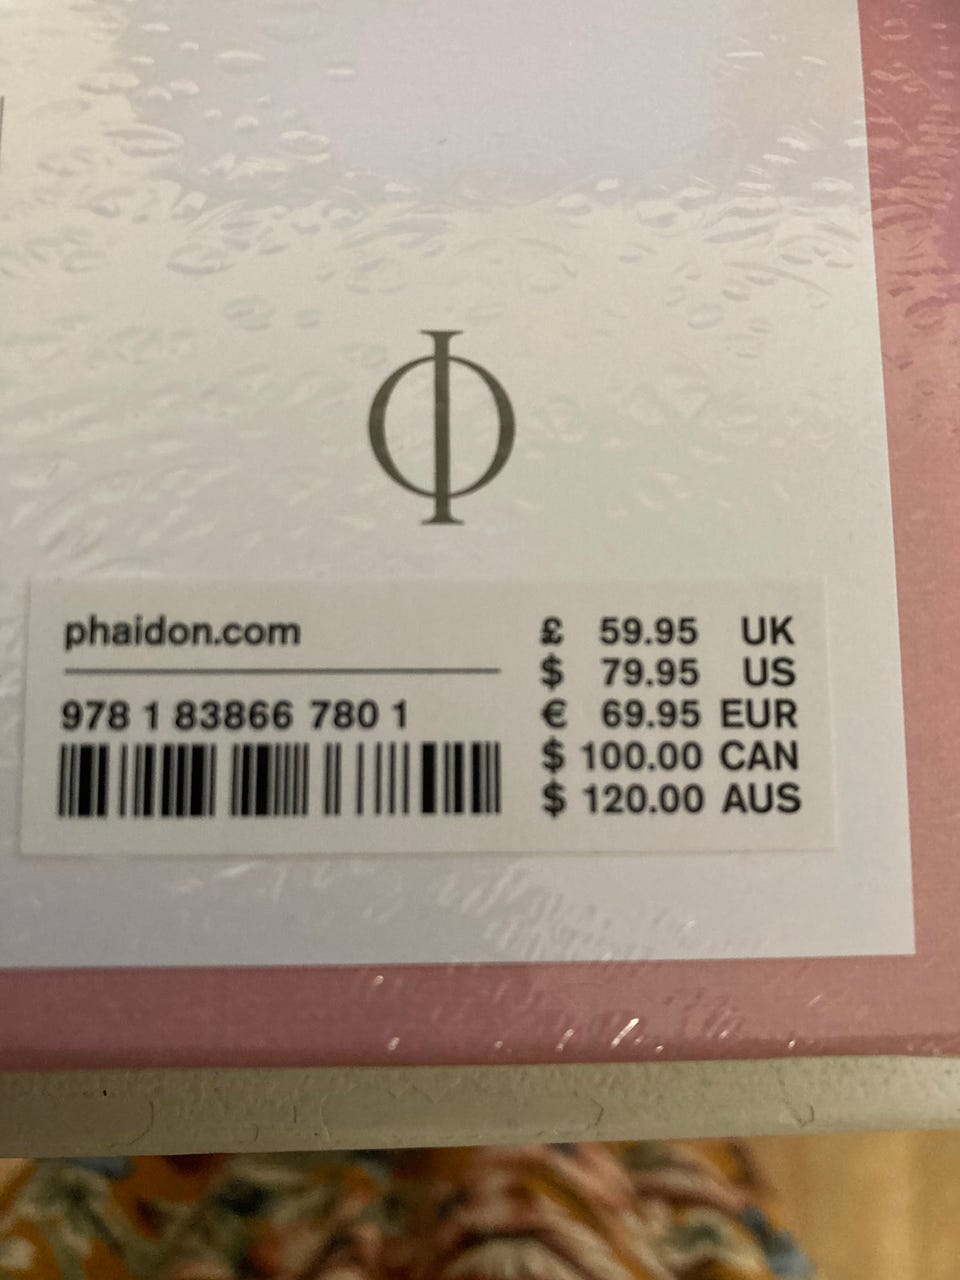 phaidon.com
978 1 83866 780 1
£ 59.95 UK
$ 79.95 US
€ 69.95 EUR
$ 100.00 CAN
$ 120.00 AUS